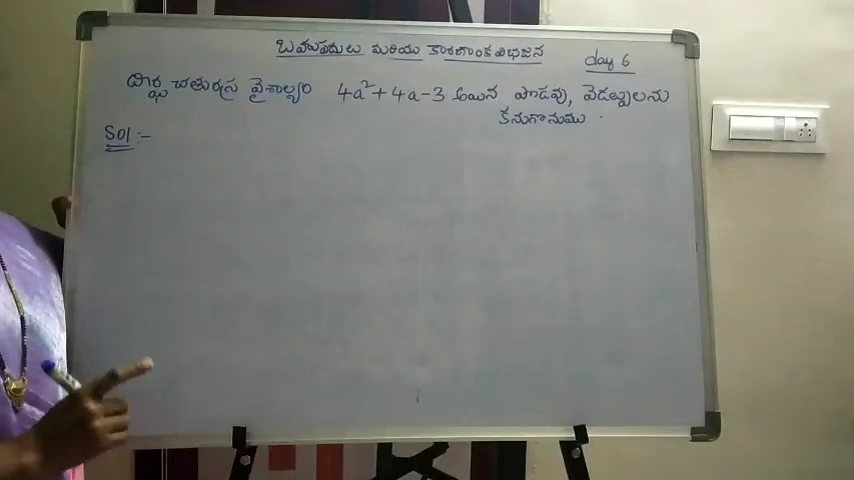 బహుపదులు మరియు కారణాంక విభజన day 6
దీర్ఘ చతురస్ర వైశాల్యం 4a²+4a-3 అయిన పొడవు, వెడల్పులను
కనుగొనుము.
Sol:-